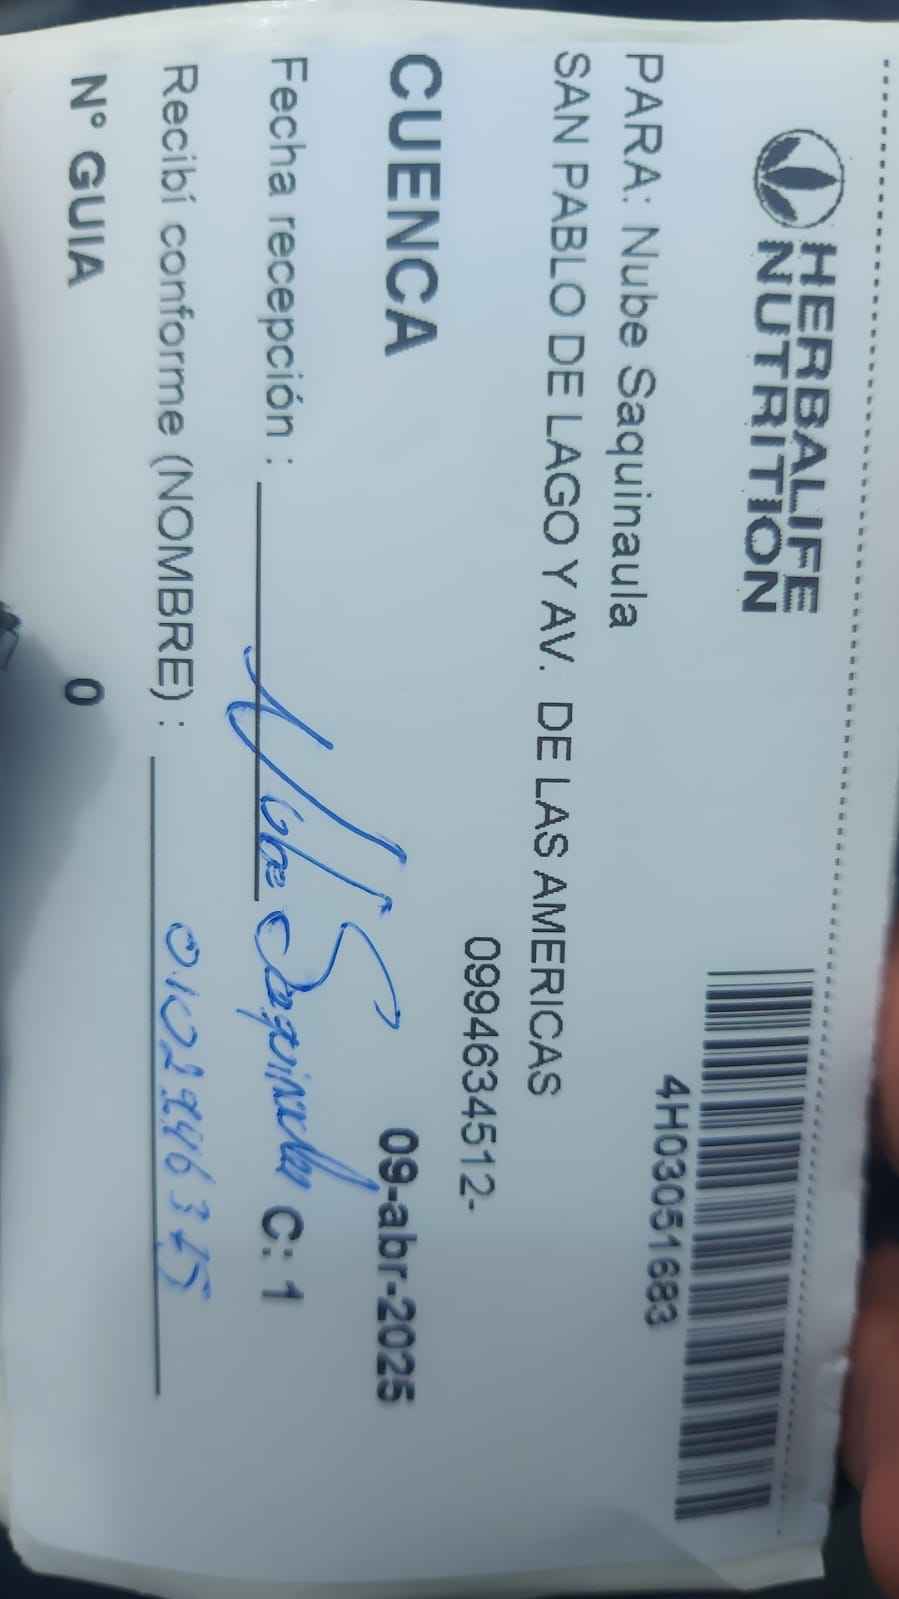 HERBALIFE
NUTRITION
4H03051683
PARA: Nube Saquinaula
SAN PABLO DE LAGO Y AV. DE LAS AMERICAS
0994634512-
CUENCA 09-abr-2025
Fecha recepción : Nube Saquinaula C: 1
Recibí conforme (NOMBRE) :
N° GUIA 0